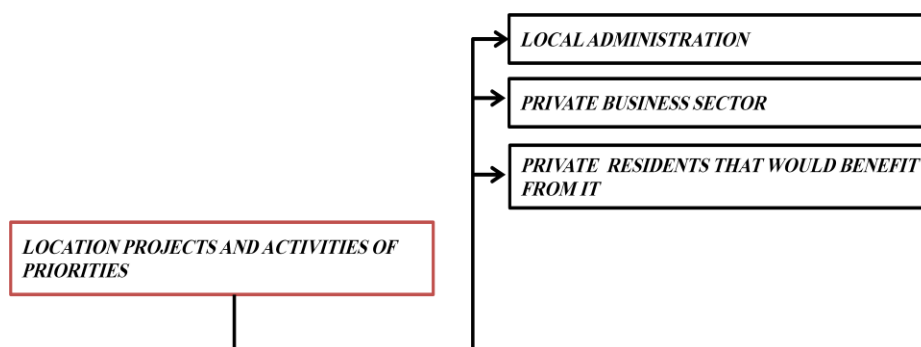 LOCAL ADMINISTRATION
PRIVATE BUSINESS SECTOR
PRIVATE RESIDENTS THAT WOULD BENEFIT
FROM IT
LOCATION PROJECTS AND ACTIVITIES OF
PRIORITIES